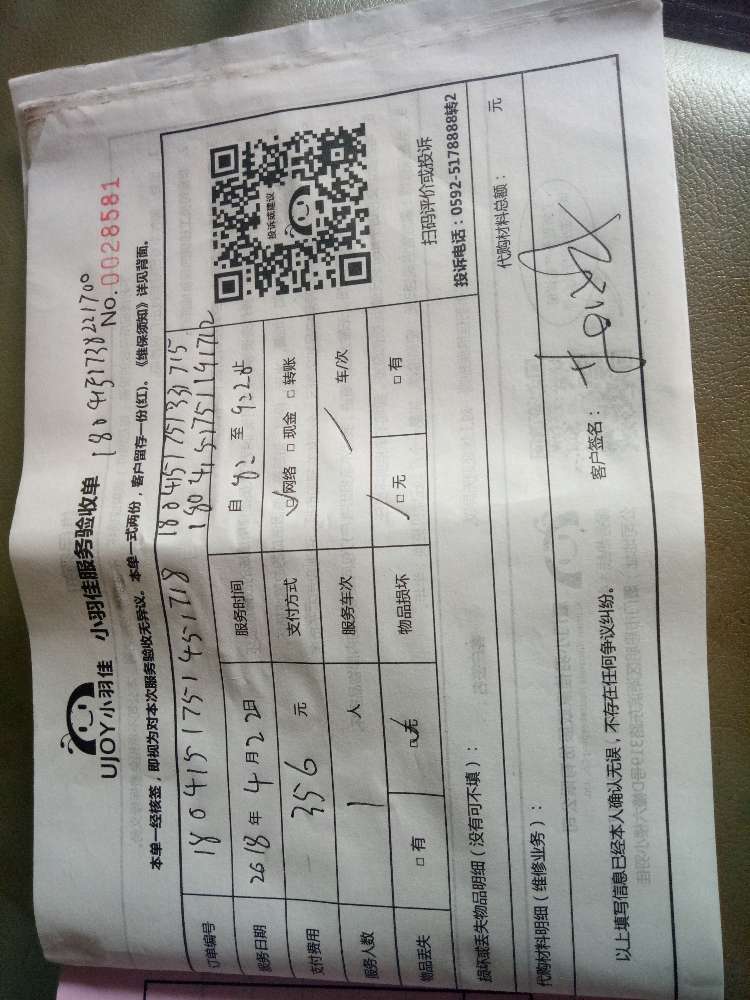 UJOY小羽佳 小羽佳服务验收单 1804151738221700
No.:0028581
本单一经核签，即视为对本次服务验收无异议。本单一式两份，客户留存一份(红)。《维保须知》详见背面。
订单编号 1804151751451718 18041517513301715
18041517511191712
服务日期 2018年4月22日 服务时间 自 至
支付费用 356 元 支付方式 ☑网络 □现金 □转账
服务人数 1 人 服务车次 / 车/次
物品丢失 □有 ☑无 物品损坏 ☑无 □有
投诉或建议
扫码评价或投诉
投诉电话：0592-5178888转2
损坏或丢失物品明细（没有可不填）：
代购材料明细（维修业务）： 代购材料总额： 元
以上填写信息已经本人确认无误，不存在任何争议纠纷。 客户签名：